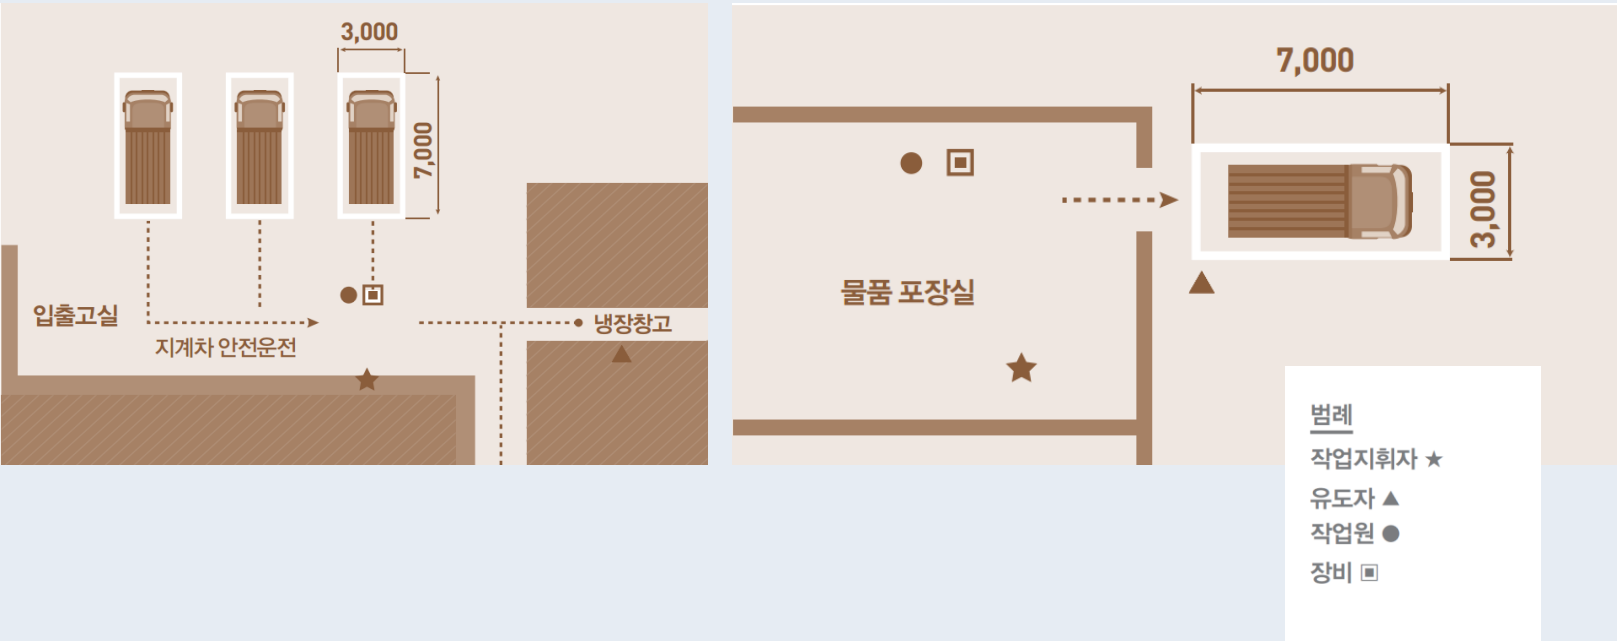 3,000
7,000
입출고실
지계차 안전운전
냉장창고
7,000
3,000
물품 포장실
범례
작업지휘자 ★
유도자 ▲
작업원 ●
장비 ▣